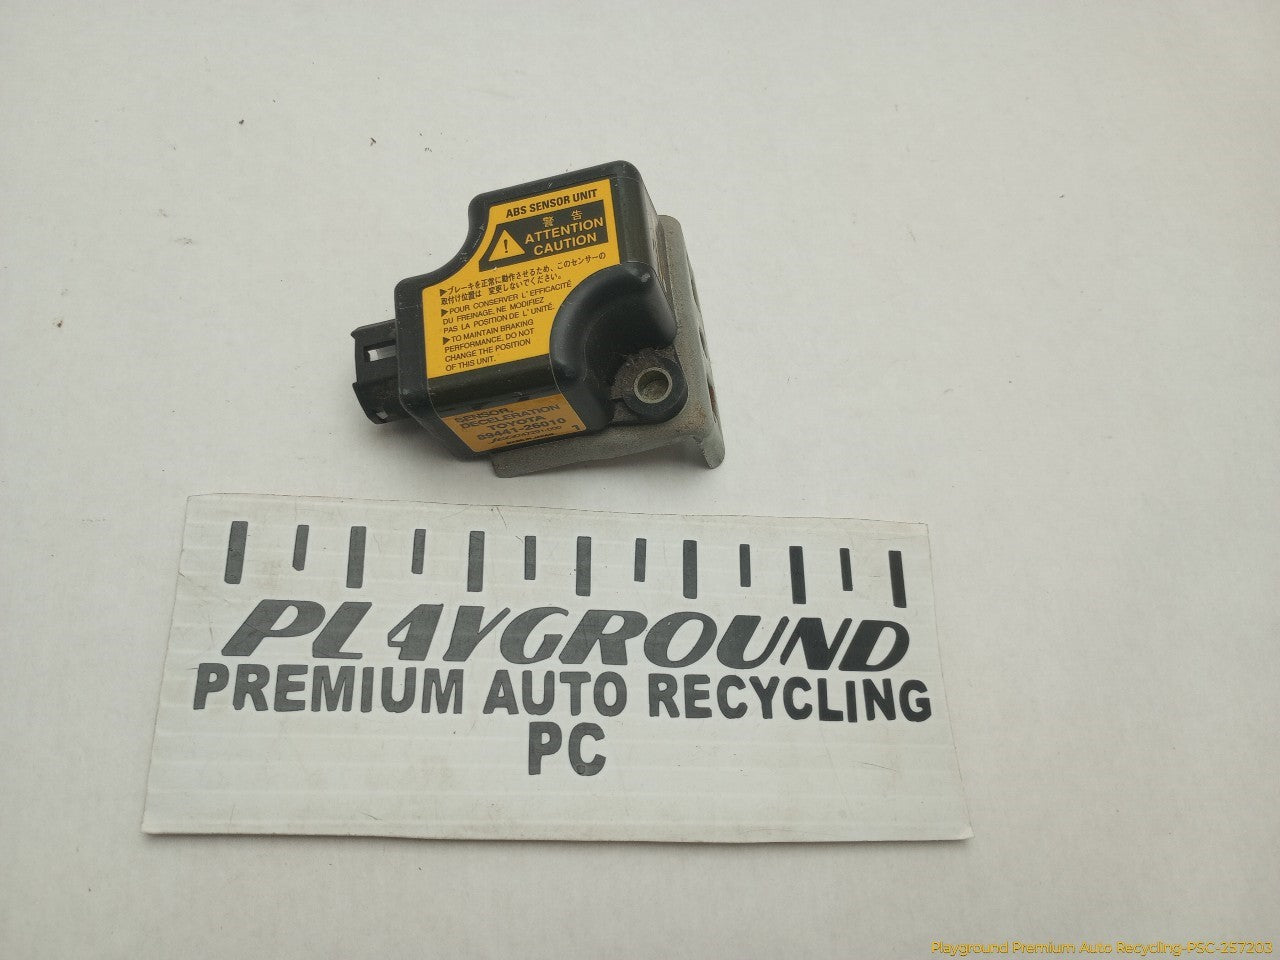 ABS SENSOR UNIT
警 告
ATTENTION
CAUTION
▶ブレーキを正常に動作させるため、このセンサーの
取付け位置は 変更しないでください。
▶POUR CONSERVER L'EFFICACITÉ
DU FREINAGE, NE MODIFIEZ
PAS LA POSITION DE L'UNITÉ.
▶TO MAINTAIN BRAKING
PERFORMANCE, DO NOT
CHANGE THE POSITION
OF THIS UNIT.
SENSOR,
DECELERATION
TOYOTA
89441-26010
PLAYGROUND
PREMIUM AUTO RECYCLING
PC
Playground Premium Auto Recycling-PSC-257203